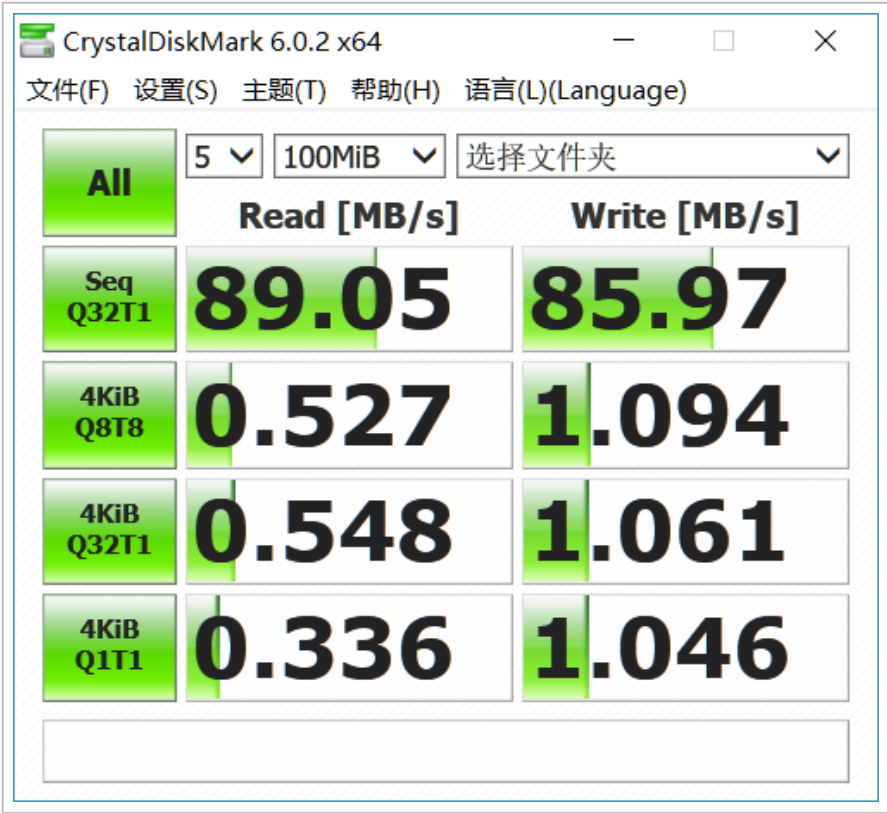 CrystalDiskMark 6.0.2 x64
文件(F) 设置(S) 主题(T) 帮助(H) 语言(L)(Language)
All
5 100MiB 选择文件夹
Read [MB/s] Write [MB/s]
Seq
Q32T1
89.05 85.97
4KiB
Q8T8
0.527 1.094
4KiB
Q32T1
0.548 1.061
4KiB
Q1T1
0.336 1.046